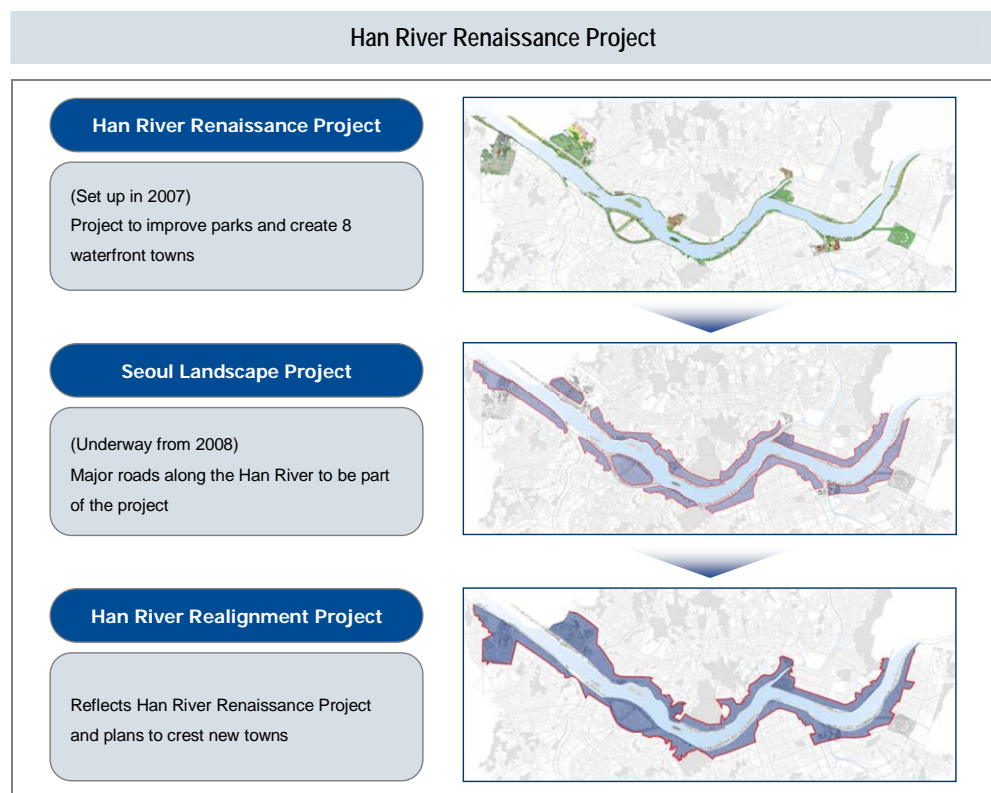 Han River Renaissance Project
Han River Renaissance Project
(Set up in 2007)
Project to improve parks and create 8
waterfront towns
Seoul Landscape Project
(Underway from 2008)
Major roads along the Han River to be part
of the project
Han River Realignment Project
Reflects Han River Renaissance Project
and plans to crest new towns